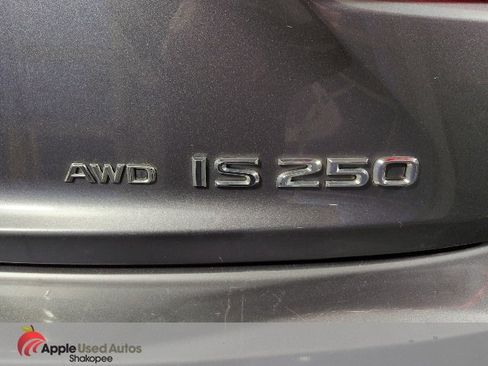 AWD IS 250
Apple Used Autos
Shakopee